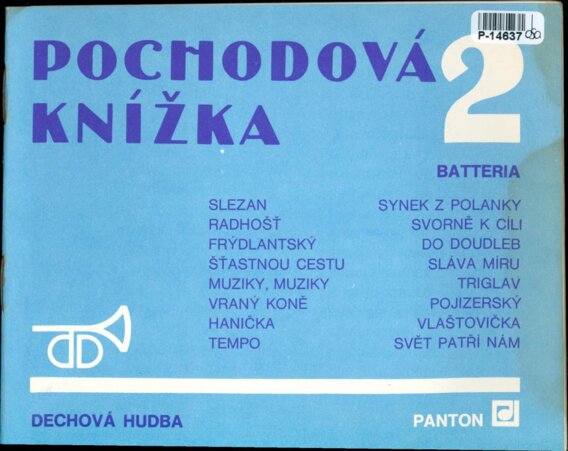 P-14637
POCHODOVÁ
KNÍŽKA
2
BATTERIA
SLEZAN
RADHOŠŤ
FRÝDLANTSKÝ
ŠŤASTNOU CESTU
MUZIKY, MUZIKY
VRANÝ KONĚ
HANIČKA
TEMPO
SYNEK Z POLANKY
SVORNĚ K CÍLI
DO DOUDLEB
SLÁVA MÍRU
TRIGLAV
POJIZERSKÝ
VLAŠTOVIČKA
SVĚT PATŘÍ NÁM
DECHOVÁ HUDBA
PANTON